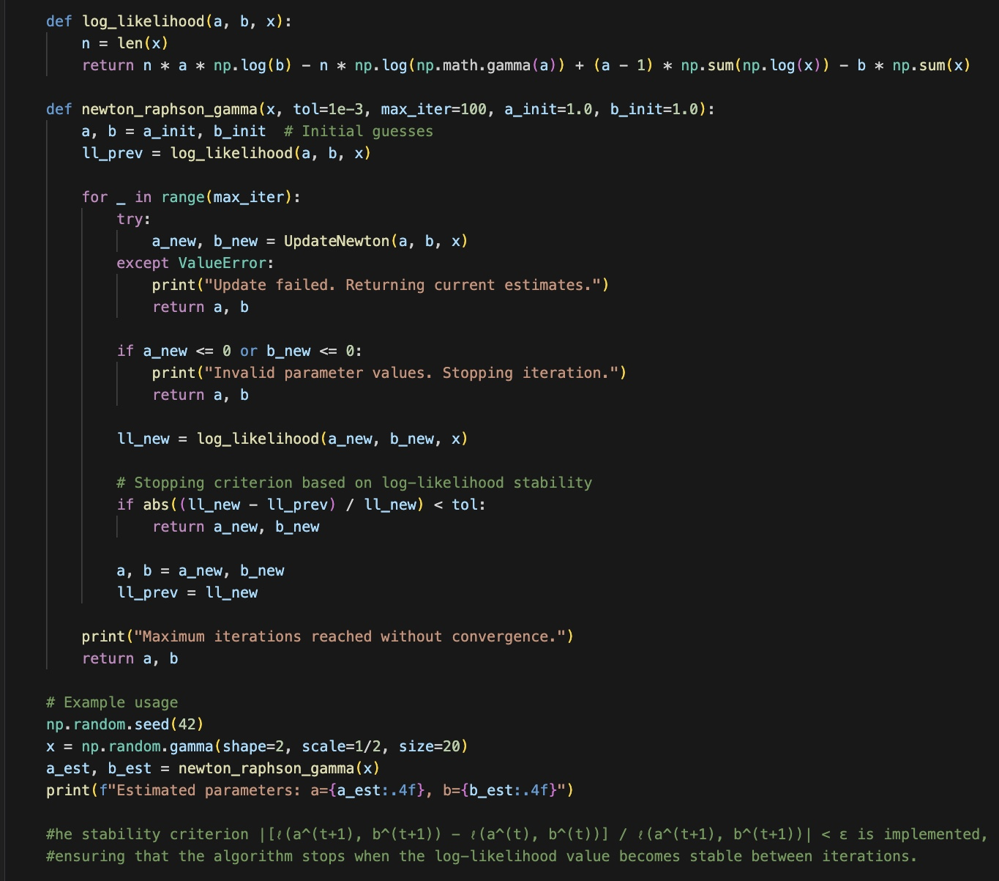 def log_likelihood(a, b, x):
    n = len(x)
    return n * a * np.log(b) - n * np.log(np.math.gamma(a)) + (a - 1) * np.sum(np.log(x)) - b * np.sum(x)

def newton_raphson_gamma(x, tol=1e-3, max_iter=100, a_init=1.0, b_init=1.0):
    a, b = a_init, b_init  # Initial guesses
    ll_prev = log_likelihood(a, b, x)

    for _ in range(max_iter):
        try:
            a_new, b_new = UpdateNewton(a, b, x)
        except ValueError:
            print("Update failed. Returning current estimates.")
            return a, b

        if a_new <= 0 or b_new <= 0:
            print("Invalid parameter values. Stopping iteration.")
            return a, b

        ll_new = log_likelihood(a_new, b_new, x)

        # Stopping criterion based on log-likelihood stability
        if abs((ll_new - ll_prev) / ll_new) < tol:
            return a_new, b_new

        a, b = a_new, b_new
        ll_prev = ll_new

    print("Maximum iterations reached without convergence.")
    return a, b

# Example usage
np.random.seed(42)
x = np.random.gamma(shape=2, scale=1/2, size=20)
a_est, b_est = newton_raphson_gamma(x)
print(f"Estimated parameters: a={a_est:.4f}, b={b_est:.4f}")

#he stability criterion |[ℓ(a^(t+1), b^(t+1)) − ℓ(a^(t), b^(t))] / ℓ(a^(t+1), b^(t+1))| < ε is implemented,
#ensuring that the algorithm stops when the log-likelihood value becomes stable between iterations.